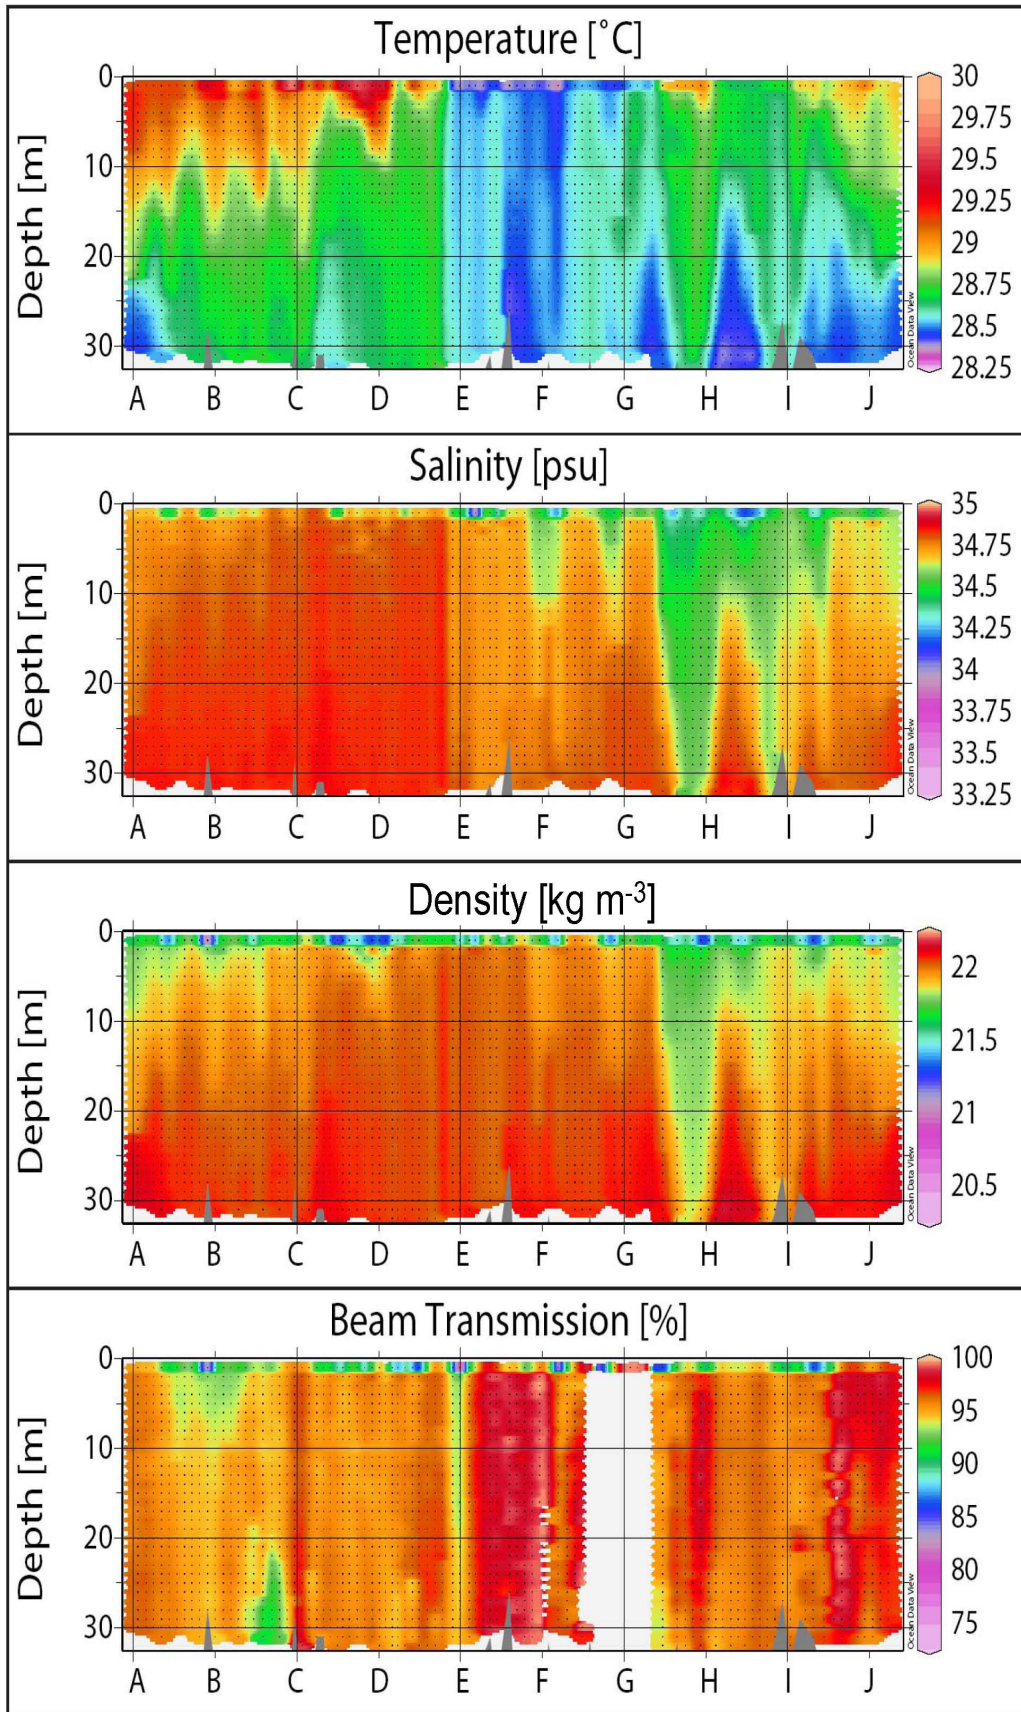 Temperature [˚C]
Depth [m]
0
10
20
30
A B C D E F G H I J
30
29.75
29.5
29.25
29
28.75
28.5
28.25
Ocean Data View
Salinity [psu]
Depth [m]
0
10
20
30
A B C D E F G H I J
35
34.75
34.5
34.25
34
33.75
33.5
33.25
Ocean Data View
Density [kg m-3]
Depth [m]
0
10
20
30
A B C D E F G H I J
22
21.5
21
20.5
Ocean Data View
Beam Transmission [%]
Depth [m]
0
10
20
30
A B C D E F G H I J
100
95
90
85
80
75
Ocean Data View